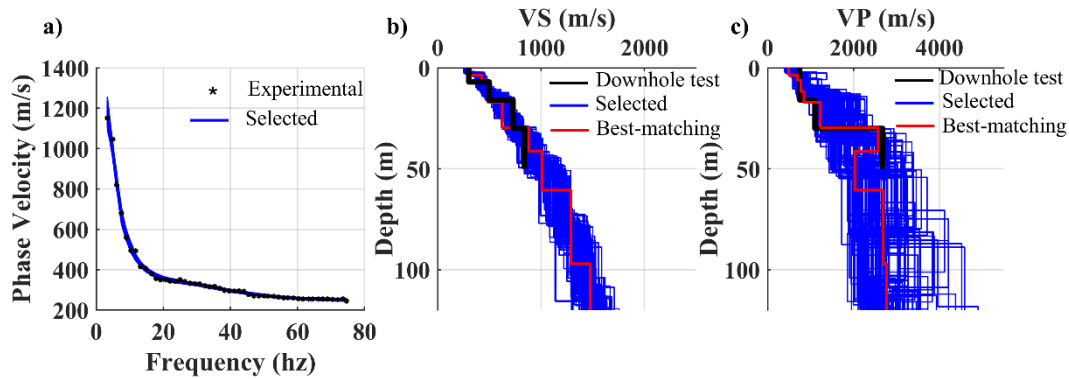 a)
Phase Velocity (m/s)
1400
1200
1000
800
600
400
200
0 20 40 60 80
Frequency (hz)
Experimental
Selected
b)
VS (m/s)
0 1000 2000
Depth (m)
0
50
100
Downhole test
Selected
Best-matching
c)
VP (m/s)
0 2000 4000
Depth (m)
0
50
100
Downhole test
Selected
Best-matching